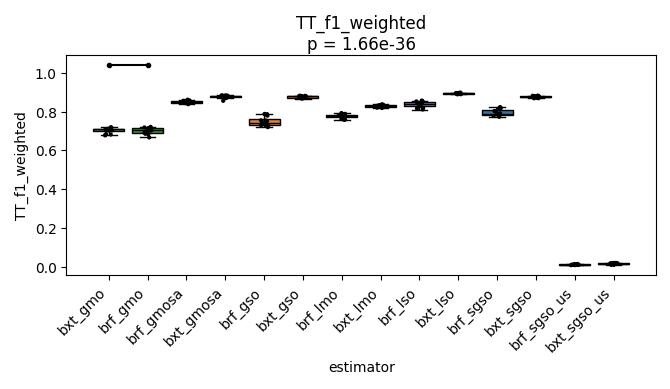 TT_f1_weighted
p = 1.66e-36
TT_f1_weighted
1.0
0.8
0.6
0.4
0.2
0.0
bxt_gmo
brf_gmo
brf_gmosa
bxt_gmosa
brf_gso
bxt_gso
brf_lmo
bxt_lmo
brf_lso
bxt_lso
brf_sgso
bxt_sgso
brf_sgso_us
bxt_sgso_us
estimator